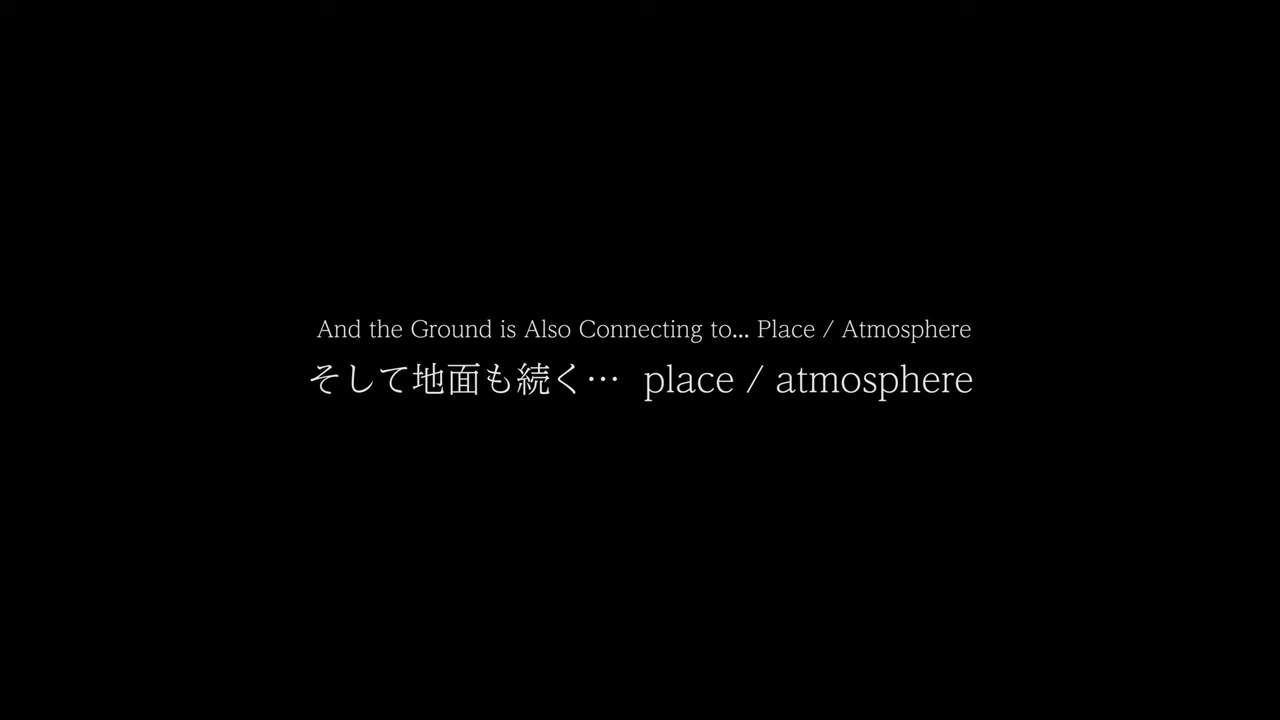 And the Ground is Also Connecting to... Place / Atmosphere
そして地面も続く… place / atmosphere